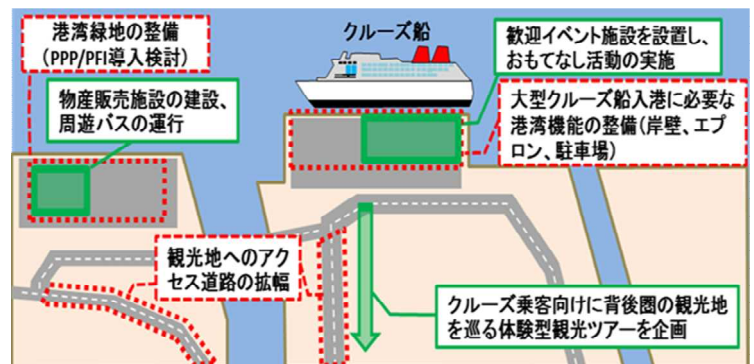 港湾緑地の整備
(PPP/PFI導入検討)
クルーズ船
歓迎イベント施設を設置し、
おもてなし活動の実施
物産販売施設の建設、
周遊バスの運行
大型クルーズ船入港に必要な
港湾機能の整備(岸壁、エプ
ロン、駐車場)
観光地へのアク
セス道路の拡幅
クルーズ乗客向けに背後圏の観光地
を巡る体験型観光ツアーを企画